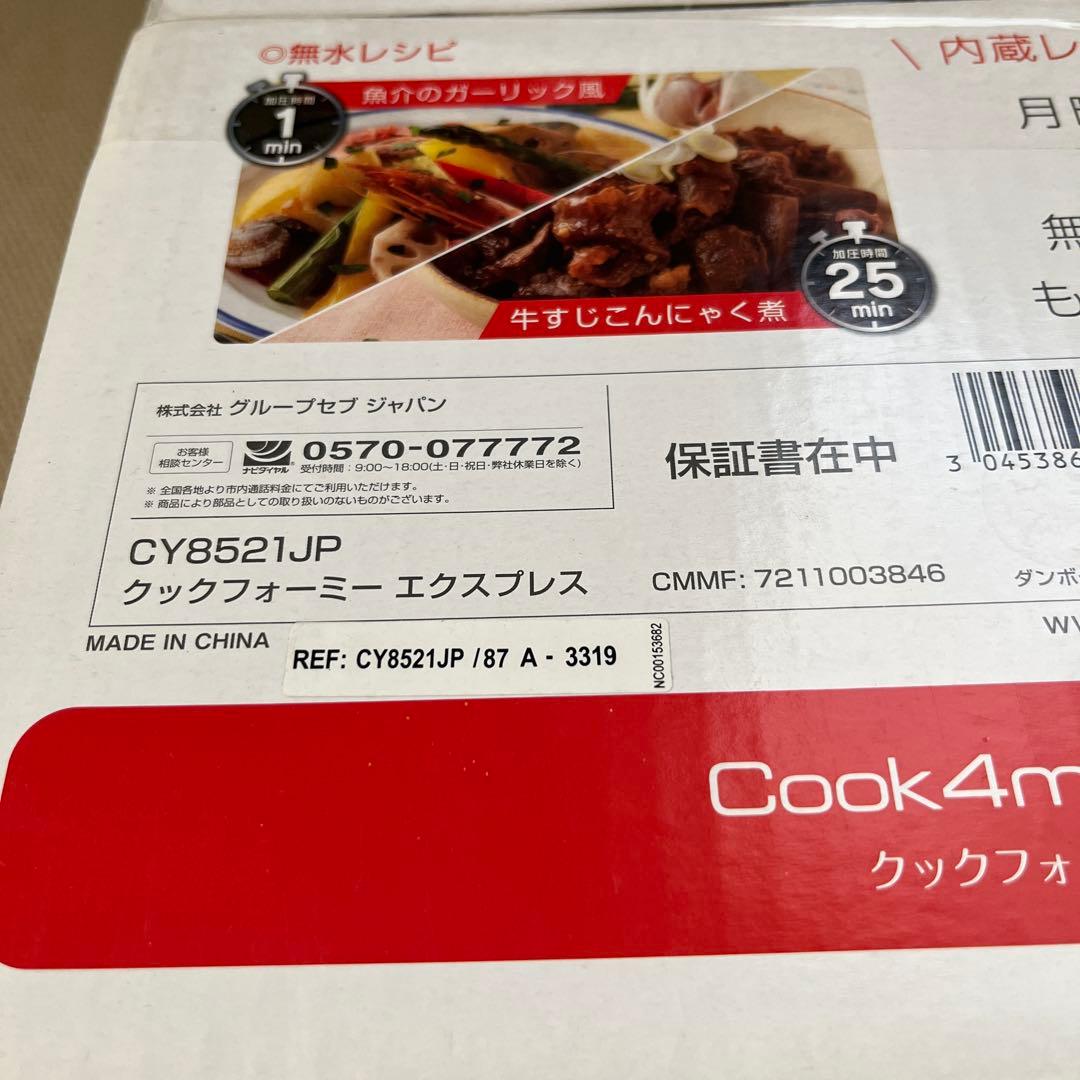 ◎無水レシピ
\ 内蔵レ
加圧時間
1
min
魚介のガーリック風
月
無
も
加圧時間
25
min
牛すじこんにゃく煮
株式会社 グループセブ ジャパン
お客様
相談センター
ナビダイヤル
0570-077772
受付時間：9:00~18:00(土・日・祝日・弊社休業日を除く)
※ 全国各地より市内通話料金にてご利用いただけます。
※ 商品により部品としての取り扱いのないものがございます。
保証書在中
3 045386
CY8521JP
クックフォーミー エクスプレス
CMMF: 7211003846
ダンボ
MADE IN CHINA
REF: CY8521JP / 87 A - 3319
NC00153682
Cook4m
クックフォ